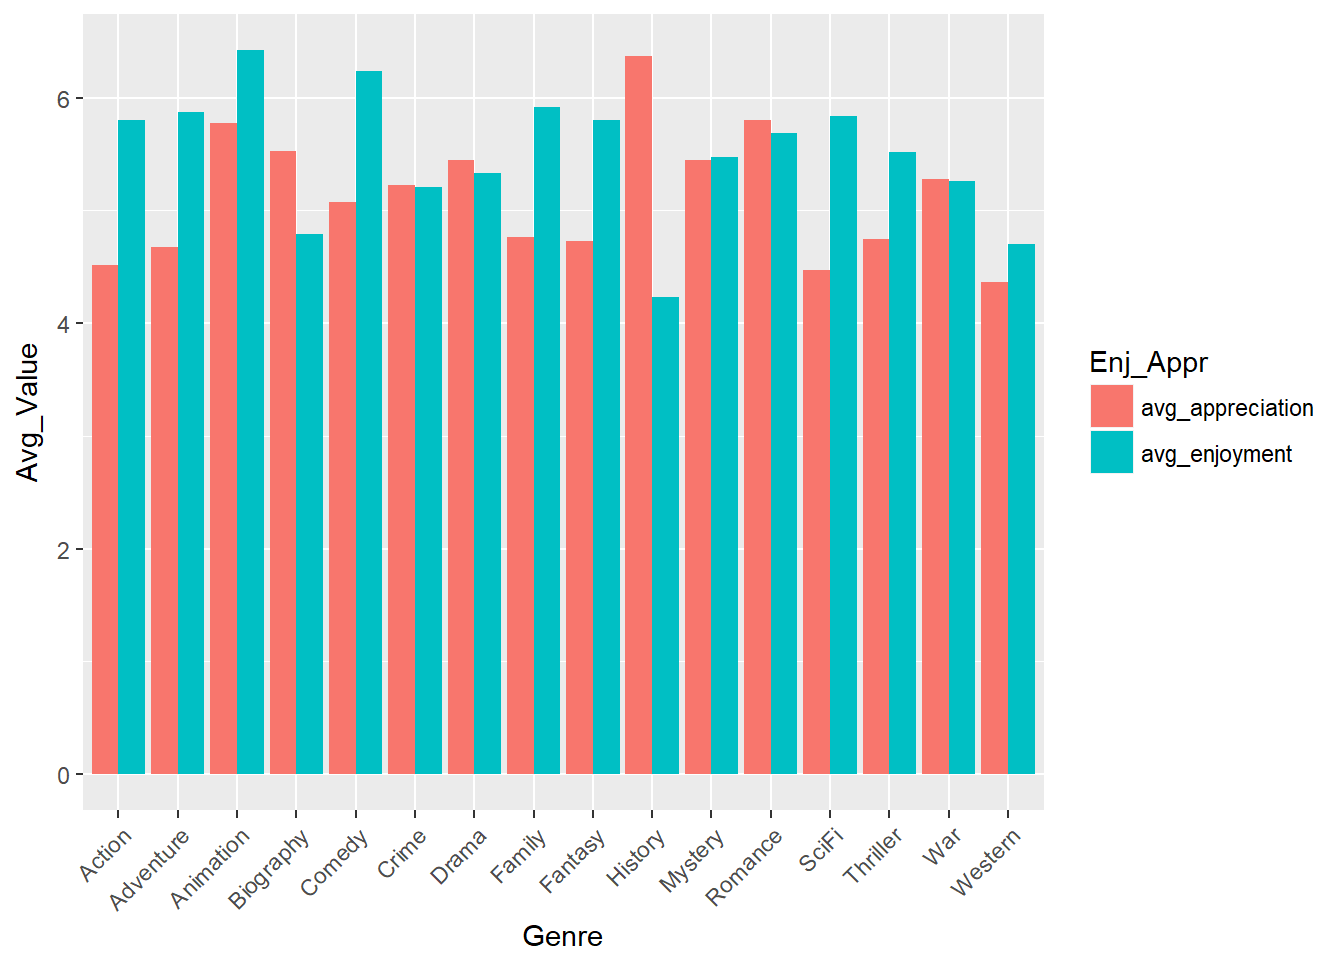 Avg_Value
6
4
2
0
Action
Adventure
Animation
Biography
Comedy
Crime
Drama
Family
Fantasy
History
Mystery
Romance
SciFi
Thriller
War
Western
Genre
Enj_Appr
avg_appreciation
avg_enjoyment